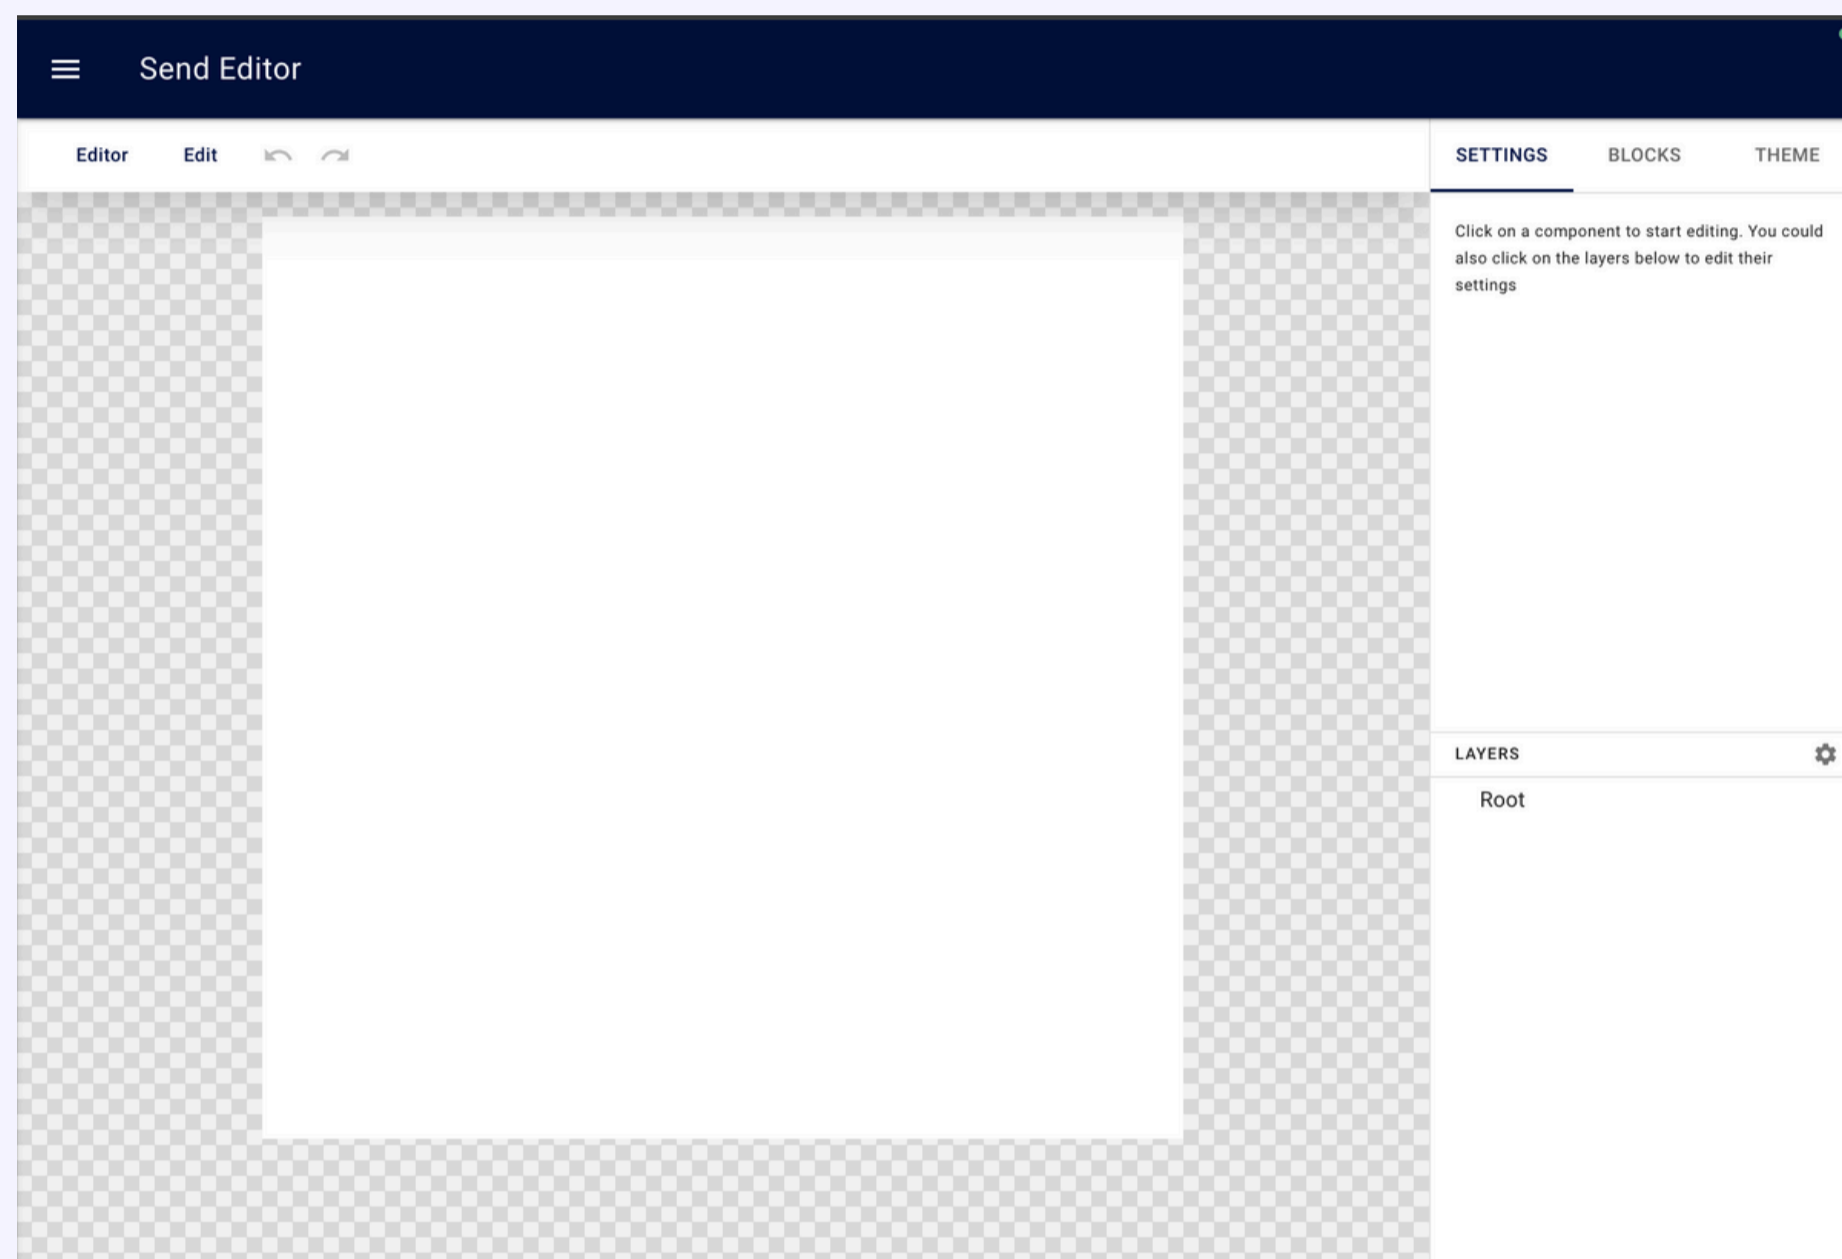 Send Editor
Editor Edit
SETTINGS BLOCKS THEME
Click on a component to start editing. You could
also click on the layers below to edit their
settings
LAYERS
Root